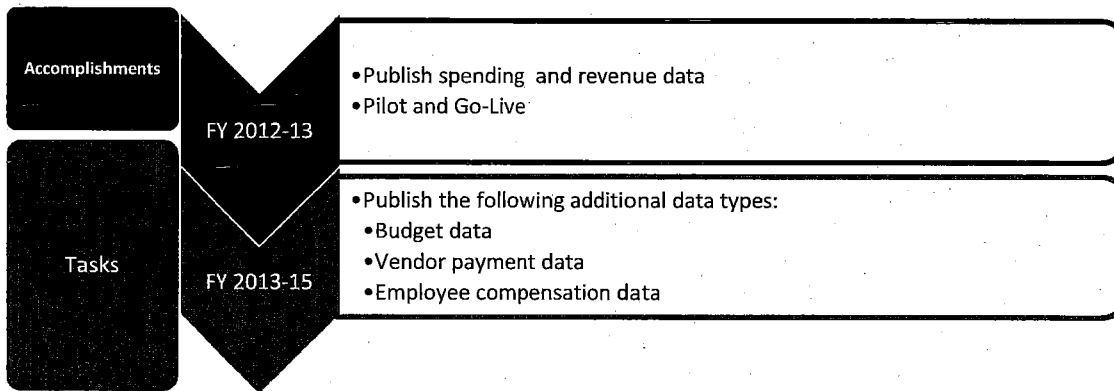 Accomplishments
FY 2012-13
•Publish spending and revenue data
•Pilot and Go-Live
Tasks
FY 2013-15
•Publish the following additional data types:
•Budget data
•Vendor payment data
•Employee compensation data